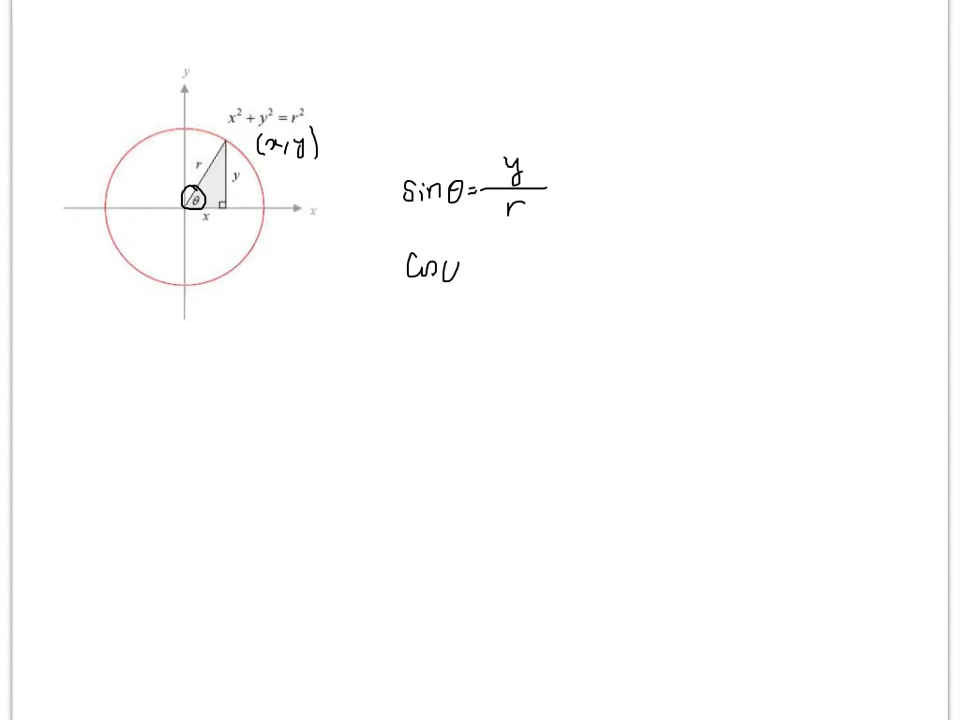 y
x² + y² = r²
(x, y)
r
y
θ
x
x
sinθ = y/r
cos